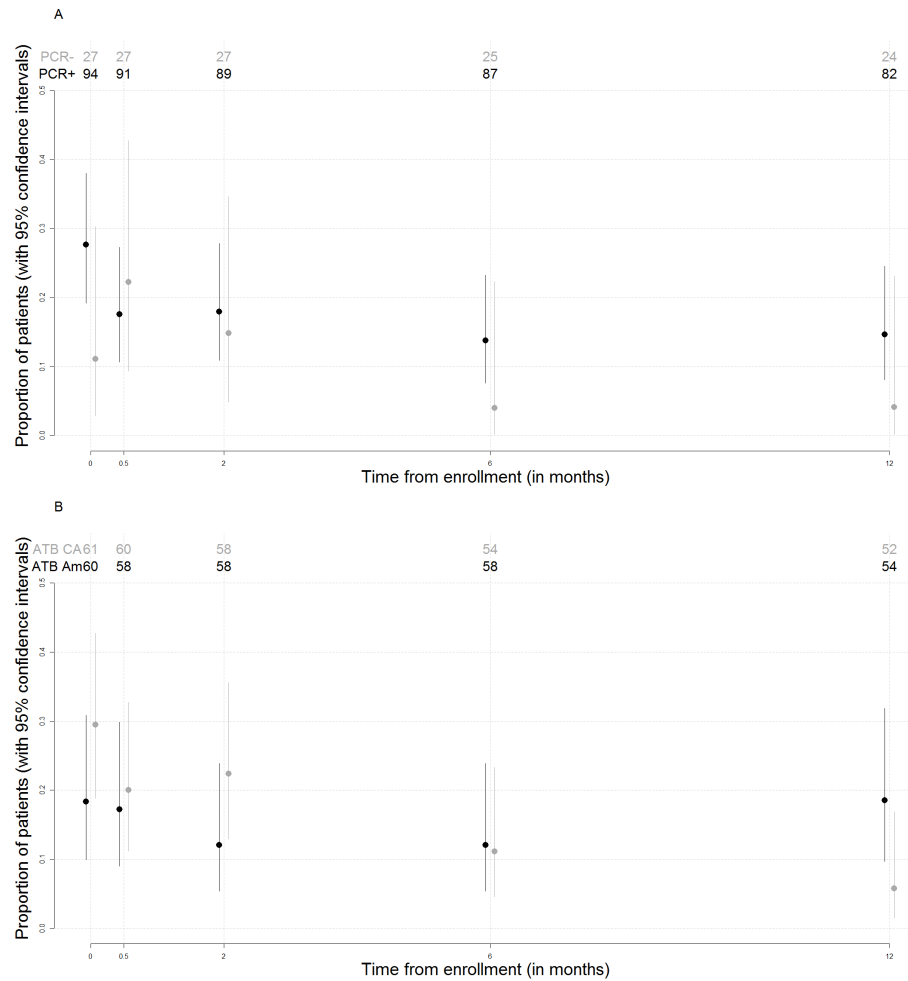 A
PCR- 27 27 27 25 24
PCR+ 94 91 89 87 82
Proportion of patients (with 95% confidence intervals)
0.5
0.4
0.3
0.2
0.1
0.0
0 0.5 2 6 12
Time from enrollment (in months)
B
ATB CA61 60 58 54 52
ATB Am60 58 58 58 54
Proportion of patients (with 95% confidence intervals)
0.5
0.4
0.3
0.2
0.1
0.0
0 0.5 2 6 12
Time from enrollment (in months)